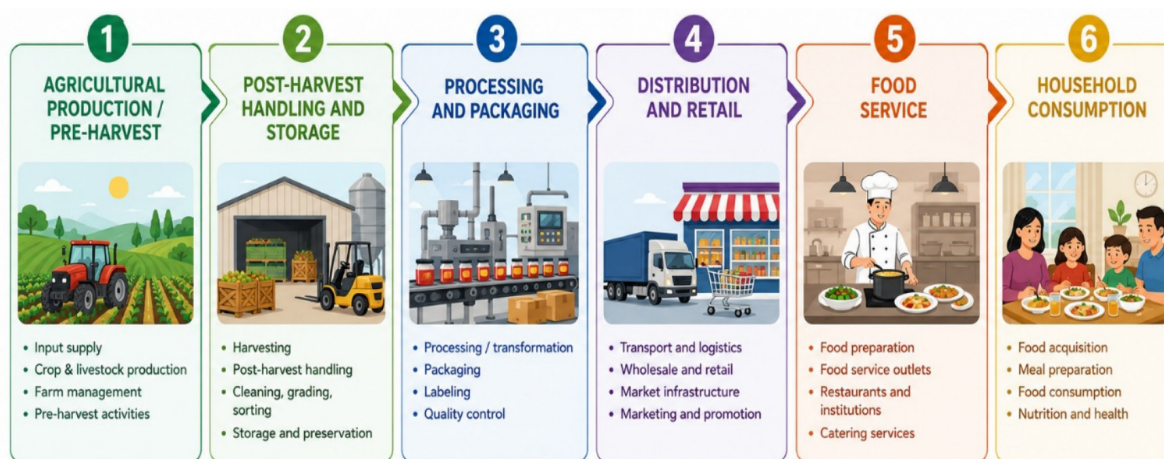 1
AGRICULTURAL
PRODUCTION /
PRE-HARVEST
• Input supply
• Crop & livestock production
• Farm management
• Pre-harvest activities
2
POST-HARVEST
HANDLING AND
STORAGE
• Harvesting
• Post-harvest handling
• Cleaning, grading,
sorting
• Storage and preservation
3
PROCESSING
AND PACKAGING
• Processing / transformation
• Packaging
• Labeling
• Quality control
4
DISTRIBUTION
AND RETAIL
• Transport and logistics
• Wholesale and retail
• Market infrastructure
• Marketing and promotion
5
FOOD
SERVICE
• Food preparation
• Food service outlets
• Restaurants and
institutions
• Catering services
6
HOUSEHOLD
CONSUMPTION
• Food acquisition
• Meal preparation
• Food consumption
• Nutrition and health